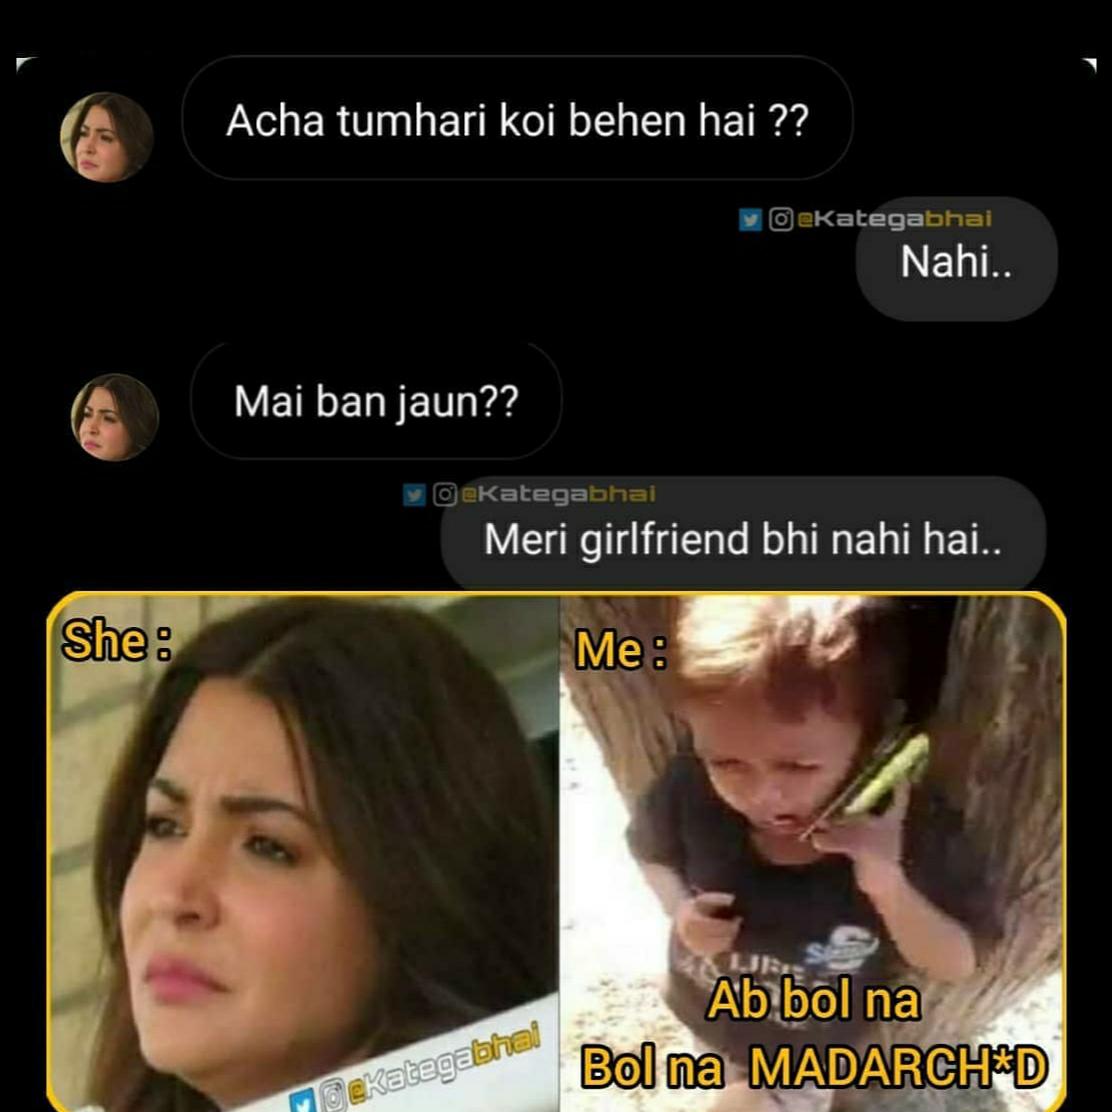 Acha tumhari koi behen hai ??
@Kategabhai
Nahi..
Mai ban jaun??
@Kategabhai
Meri girlfriend bhi nahi hai..
She :
Me :
Ab bol na
Bol na MADARCH*D
@Kategabhai